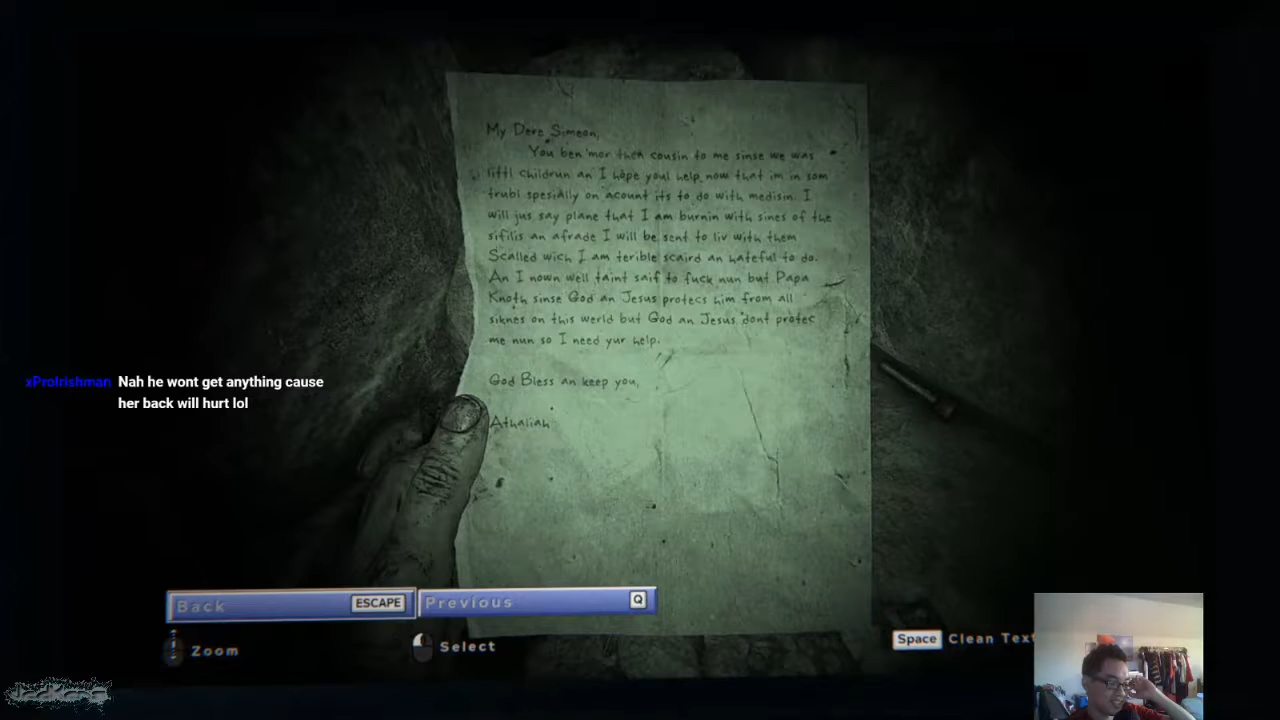 My Dere Simeon,
You ben mor then cousin to me sinse we was
littl childrun an I hope youl help now that im in som
trubl spesially on acount its to do with medisin. I
will jus say plane that I am burnin with sines of the
sifilis an afrade I will be sent to liv with them
Scalled wich I am terible scaird an hateful to do.
An I nown well taint saif to fuck nun but Papa
Knoth sinse God an Jesus protecs him from all
siknes on this werld but God an Jesus dont protec
me nun so I need yur help.
God Bless an keep you,
Athaliah
xProIrishman Nah he wont get anything cause
her back will hurt lol
Back ESCAPE Previous Q
Zoom Select Space Clean Text